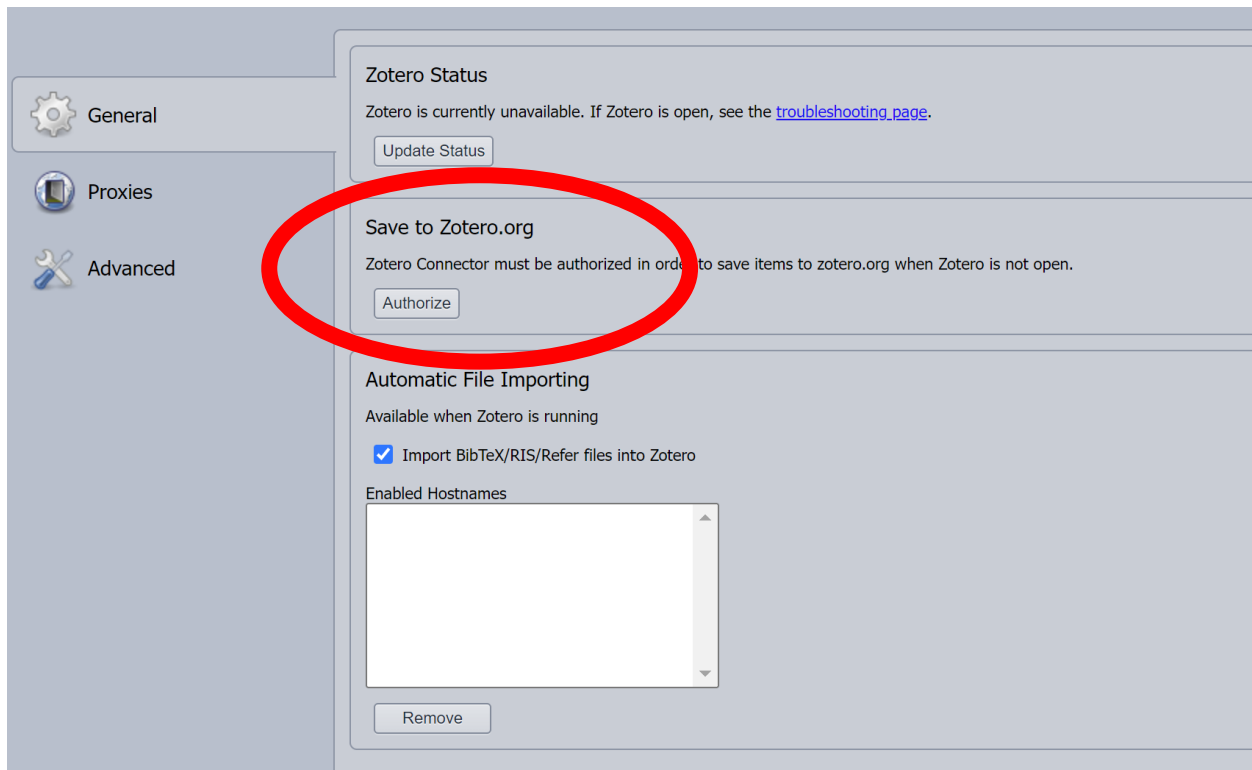 General
Proxies
Advanced
Zotero Status
Zotero is currently unavailable. If Zotero is open, see the troubleshooting page.
Update Status
Save to Zotero.org
Zotero Connector must be authorized in order to save items to zotero.org when Zotero is not open.
Authorize
Automatic File Importing
Available when Zotero is running
Import BibTeX/RIS/Refer files into Zotero
Enabled Hostnames
Remove